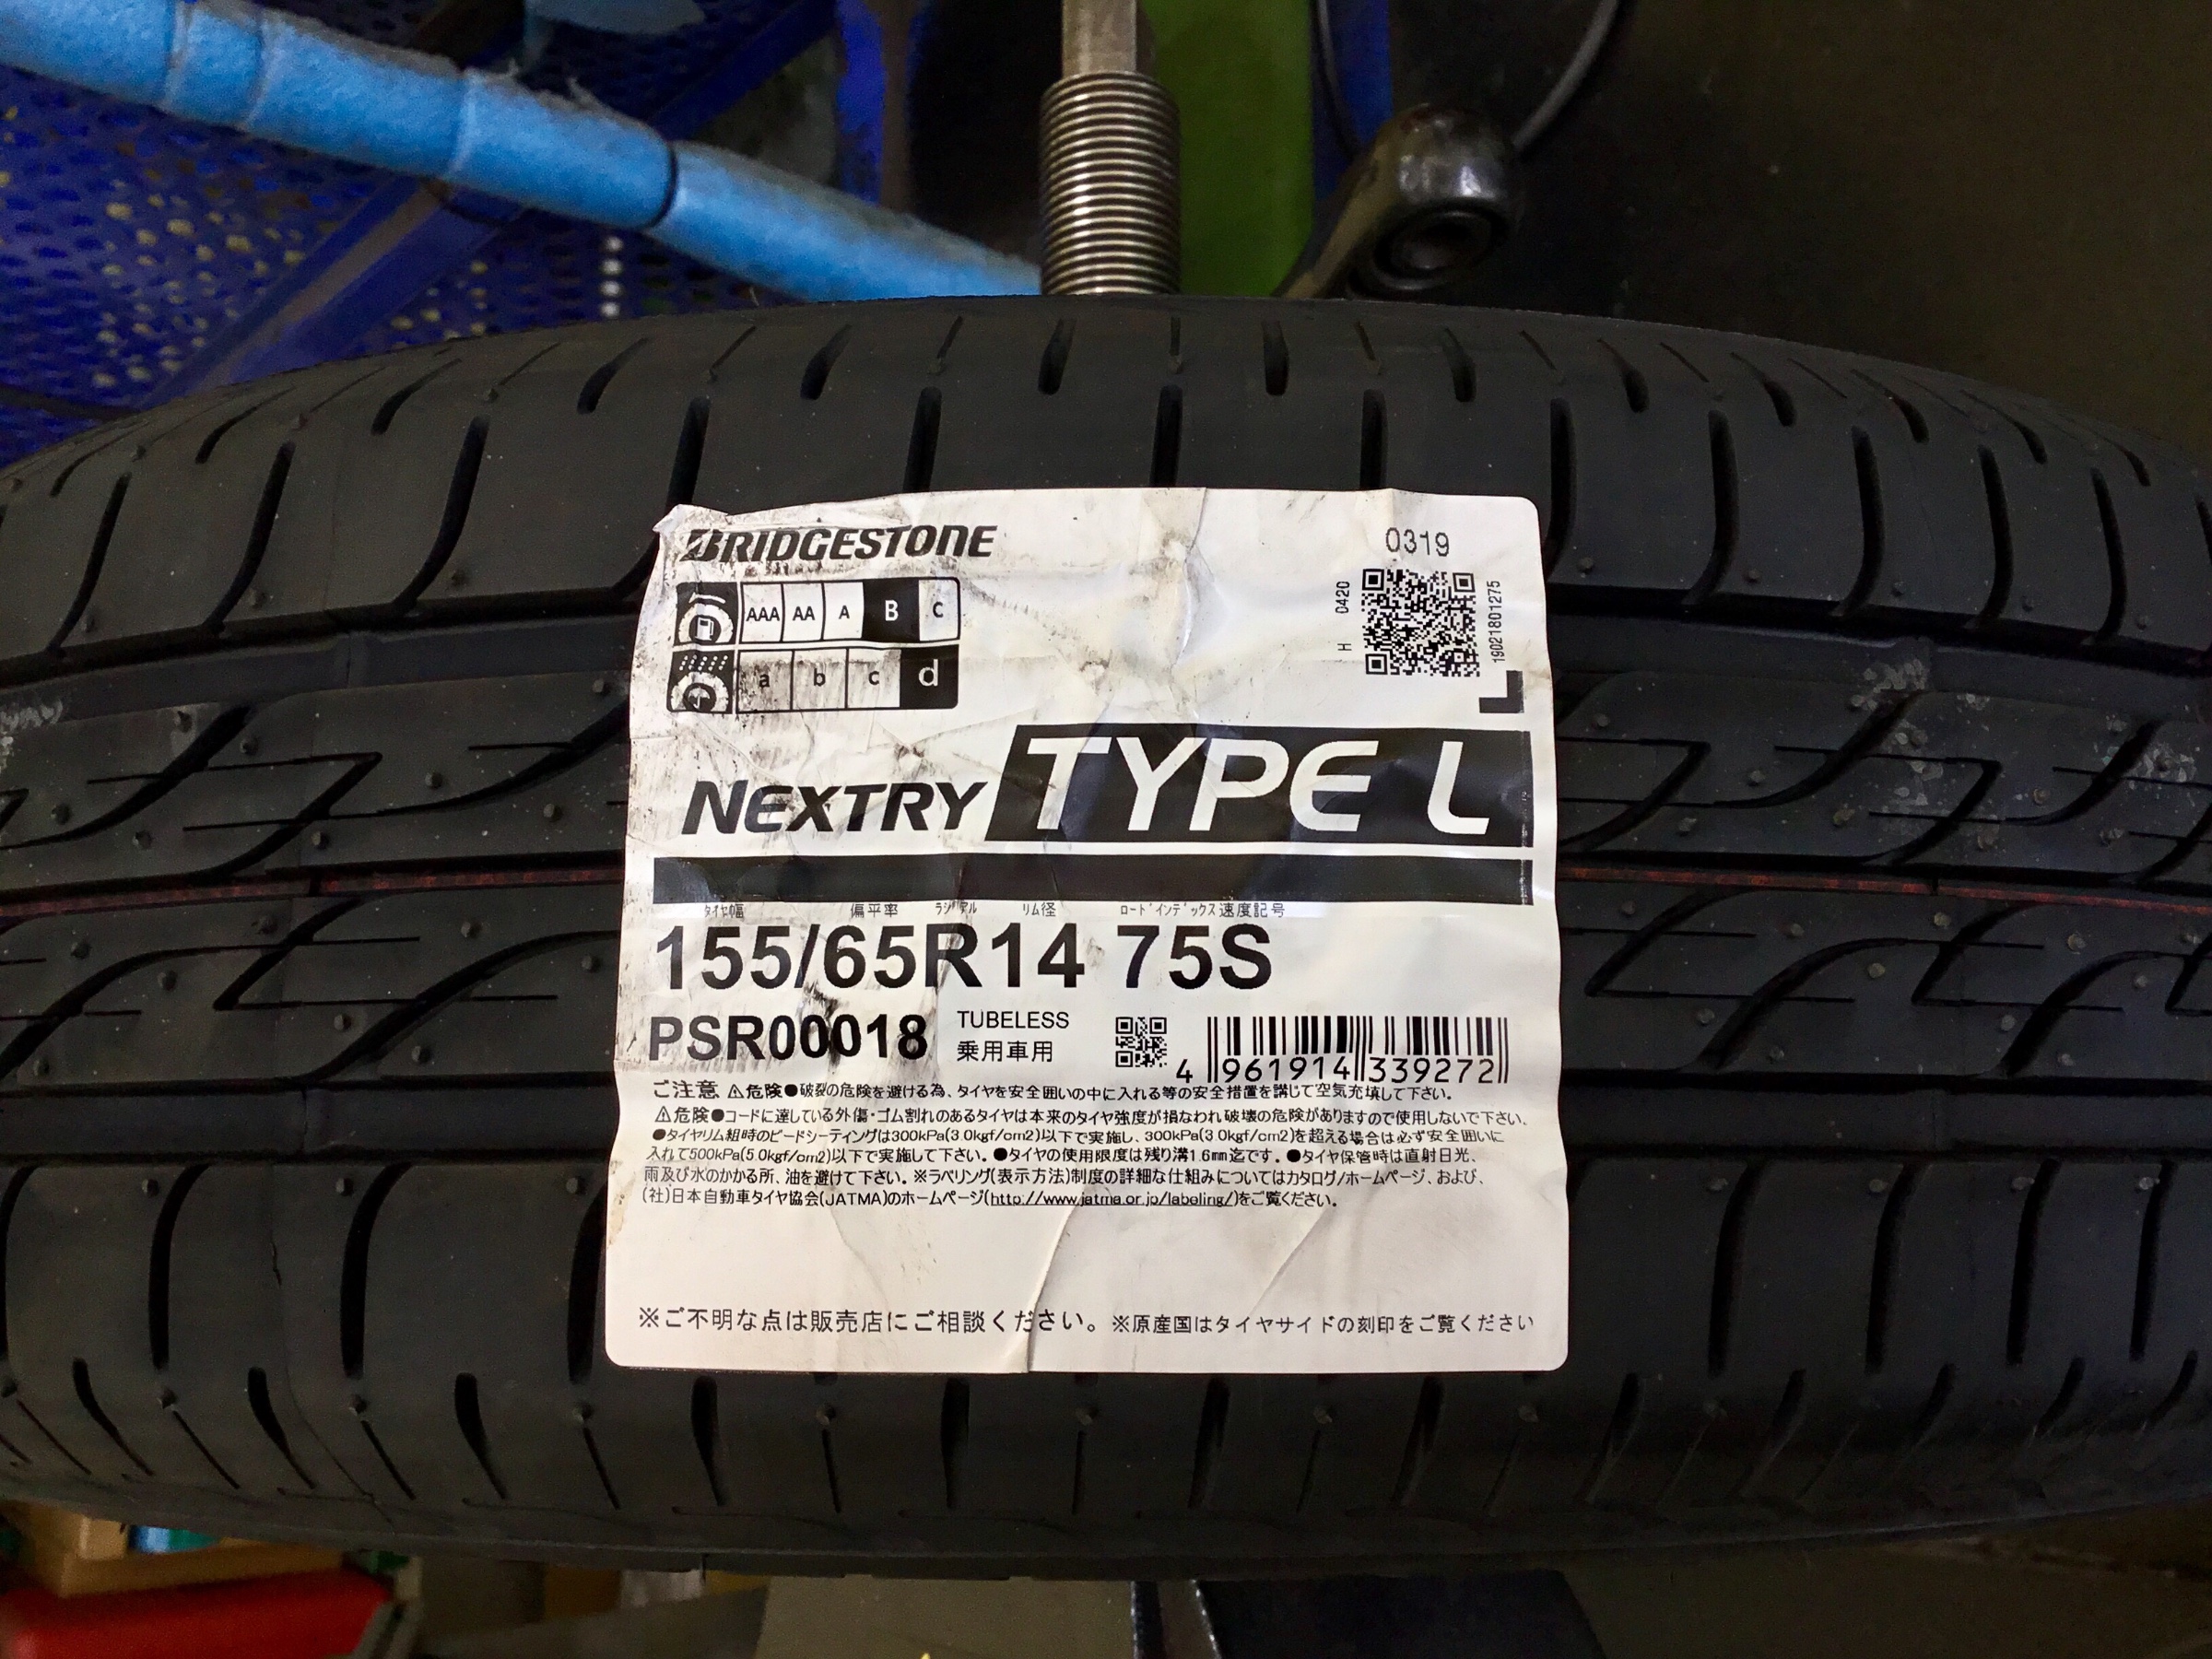 BRIDGESTONE
0319
AAA AA A B C
H 0420
19021801275
a b c d
L
NEXTRY TYPE L
タイヤ幅 偏平率 ラジアル リム径 ロードインデックス 速度記号
155/65R14 75S
PSR00018 TUBELESS
乗用車用
4 961914 339272
ご注意 ⚠危険●破裂の危険を避ける為、タイヤを安全囲いの中に入れる等の安全措置を講じて空気充填して下さい。
⚠危険●コードに達している外傷・ゴム割れのあるタイヤは本来のタイヤ強度が損なわれ破壊の危険がありますので使用しないで下さい。
●タイヤリム組時のビードシーティングは300kPa(3.0kgf/cm2)以下で実施し、300kPa(3.0kgf/cm2)を超える場合は必ず安全囲いに
入れて500kPa(5.0kgf/cm2)以下で実施して下さい。●タイヤの使用限度は残り溝1.6mm迄です。●タイヤ保管時は直射日光、
雨及び水のかかる所、油を避けて下さい。※ラベリング(表示方法)制度の詳細な仕組みについてはカタログ/ホームページ、および、
(社)日本自動車タイヤ協会(JATMA)のホームページ(http://www.jatma.or.jp/labeling/)をご覧ください。
※ご不明な点は販売店にご相談ください。 ※原産国はタイヤサイドの刻印をご覧ください